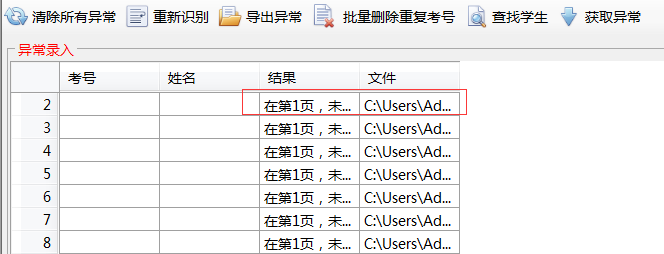 清除所有异常 重新识别 导出异常 批量删除重复考号 查找学生 获取异常
异常录入
考号 姓名 结果 文件
2 在第1页，未... C:\Users\Ad...
3 在第1页，未... C:\Users\Ad...
4 在第1页，未... C:\Users\Ad...
5 在第1页，未... C:\Users\Ad...
6 在第1页，未... C:\Users\Ad...
7 在第1页，未... C:\Users\Ad...
8 在第1页，未... C:\Users\Ad...